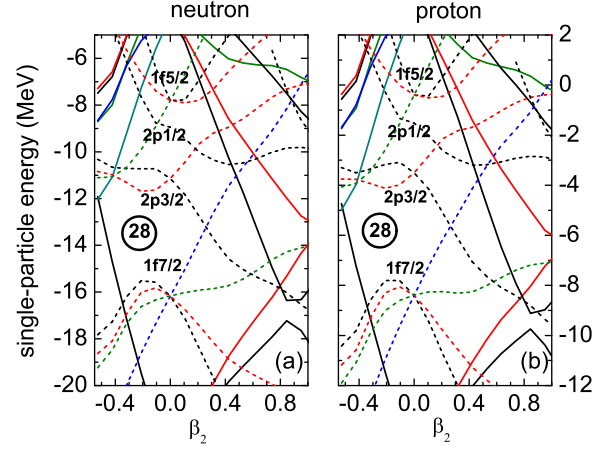 neutron
proton
single-particle energy (MeV)
-6
-8
-10
-12
-14
-16
-18
-20
1f5/2
2p1/2
2p3/2
28
1f7/2
(a)
-0.4
0.0
0.4
0.8
β2
1f5/2
2p1/2
2p3/2
28
1f7/2
(b)
2
0
-2
-4
-6
-8
-10
-12
-0.4
0.0
0.4
0.8
β2